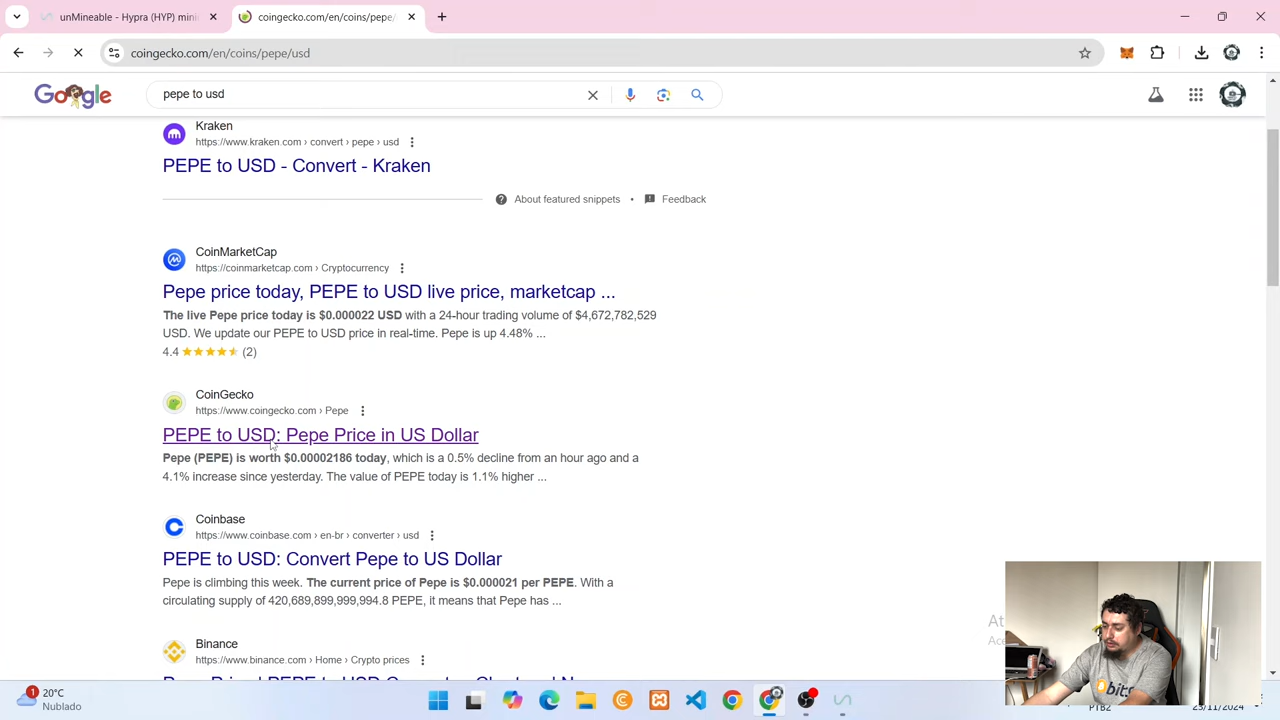 unMineable - Hypra (HYP) mini
coingecko.com/en/coins/pepe/
coingecko.com/en/coins/pepe/usd
Google
pepe to usd
Kraken
https://www.kraken.com › convert › pepe › usd
PEPE to USD - Convert - Kraken
About featured snippets • Feedback
CoinMarketCap
https://coinmarketcap.com › Cryptocurrency
Pepe price today, PEPE to USD live price, marketcap ...
The live Pepe price today is $0.000022 USD with a 24-hour trading volume of $4,672,782,529
USD. We update our PEPE to USD price in real-time. Pepe is up 4.48% ...
4.4 (2)
CoinGecko
https://www.coingecko.com › Pepe
PEPE to USD: Pepe Price in US Dollar
Pepe (PEPE) is worth $0.00002186 today, which is a 0.5% decline from an hour ago and a
4.1% increase since yesterday. The value of PEPE today is 1.1% higher ...
Coinbase
https://www.coinbase.com › en-br › converter › usd
PEPE to USD: Convert Pepe to US Dollar
Pepe is climbing this week. The current price of Pepe is $0.000021 per PEPE. With a
circulating supply of 420,689,899,999,994.8 PEPE, it means that Pepe has ...
Binance
https://www.binance.com › Home › Crypto prices
1
20°C
Nublado
PTB2
29/11/2024
bits